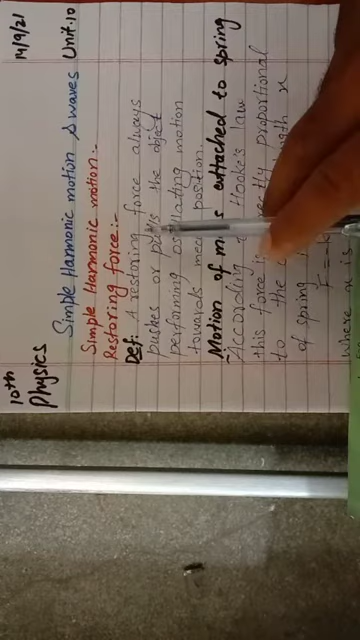 10th
Physics
14/9/21
Unit.10
Simple Harmonic motion & waves
Simple Harmonic motion:-
Restoring force:-
Def: A restoring force always
pushes or pulls the object
performing oscillating motion
towards mean position.
Motion of attached to spring
According Hooke's law
this force proportional
to the x
of spring F = -
where x is